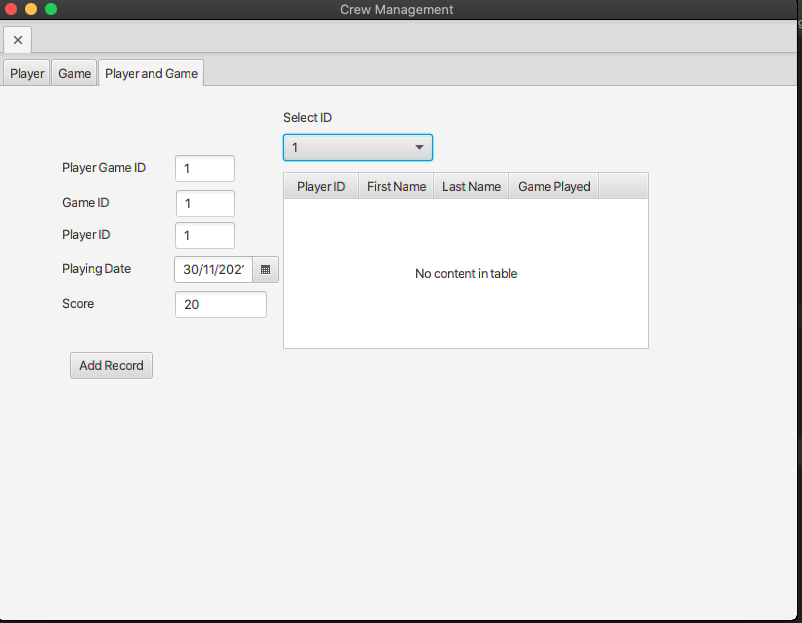 Crew Management
Player Game Player and Game
Select ID
1
Player Game ID 1
Game ID 1
Player ID 1
Playing Date 30/11/202
Score 20
Add Record
Player ID First Name Last Name Game Played
No content in table